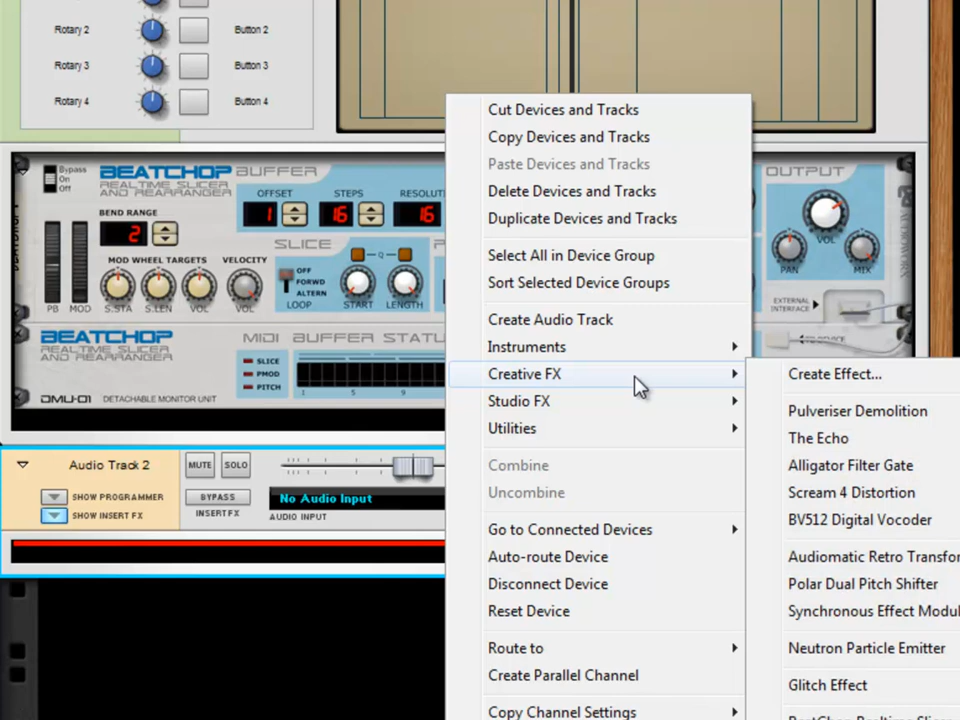 Rotary 2
Button 2
Rotary 3
Button 3
Rotary 4
Button 4
Bypass
On
Off
BEATCHOP
REALTIME SLICER
AND REARRANGER
BUFFER
OFFSET
STEPS
1
16
16
BEND RANGE
2
MOD WHEEL TARGETS
VELOCITY
PB
MOD
S.STA
S.LEN
VOL
SLICE
Q
OFF
FORWD
ALTERN
LOOP
START
LENGTH
OUTPUT
VOL
PAN
MIX
EXTERNAL
INTERFACE
BEATCHOP
REALTIME SLICER
AND REARRANGER
DMU-01
DETACHABLE MONITOR UNIT
MIDI
SLICE
PMOD
PITCH
BUFFER
1
5
9
Audio Track 2
MUTE
SOLO
SHOW PROGRAMMER
SHOW INSERT FX
BYPASS
INSERT FX
No Audio Input
AUDIO INPUT
Cut Devices and Tracks
Copy Devices and Tracks
Paste Devices and Tracks
Delete Devices and Tracks
Duplicate Devices and Tracks
Select All in Device Group
Sort Selected Device Groups
Create Audio Track
Instruments
Creative FX
Studio FX
Utilities
Combine
Uncombine
Go to Connected Devices
Auto-route Device
Disconnect Device
Reset Device
Route to
Create Parallel Channel
Copy Channel Settings
Create Effect...
Pulveriser Demolition
The Echo
Alligator Filter Gate
Scream 4 Distortion
BV512 Digital Vocoder
Audiomatic Retro Transfor
Polar Dual Pitch Shifter
Synchronous Effect Modul
Neutron Particle Emitter
Glitch Effect